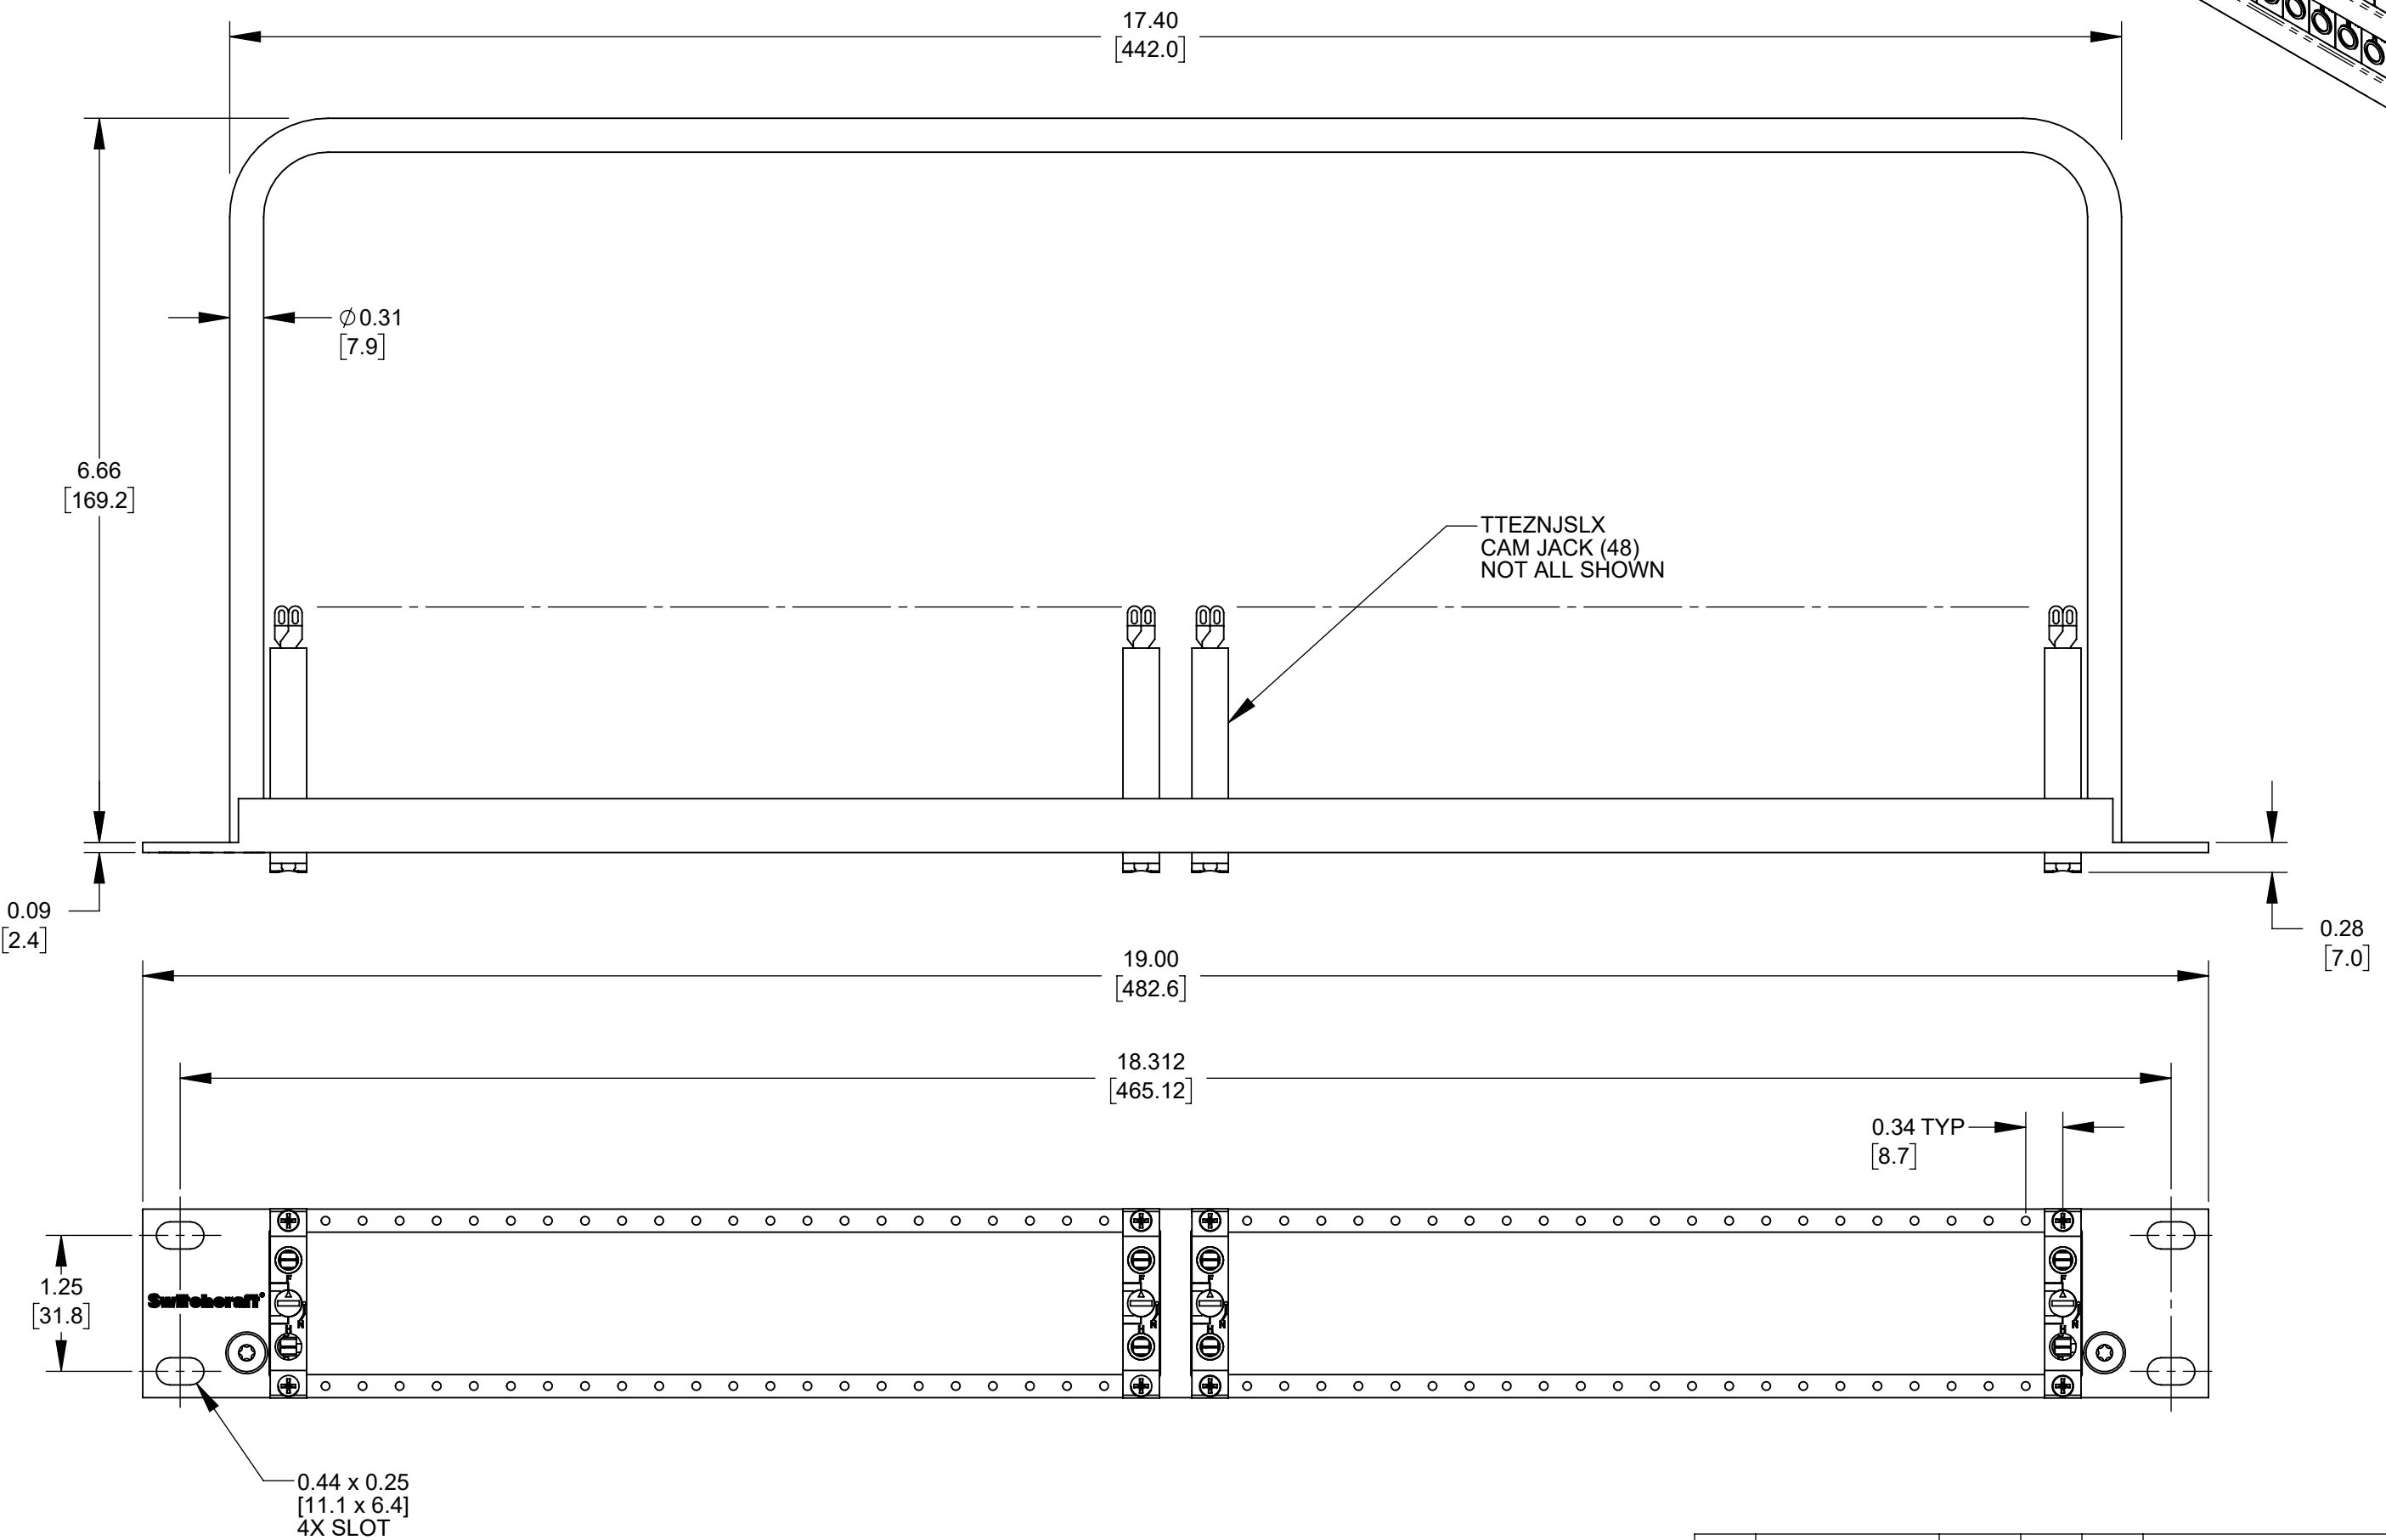 17.40
[442.0]
⌀0.31
[7.9]
6.66
[169.2]
TTEZNJSLX
CAM JACK (48)
NOT ALL SHOWN
0.09
[2.4]
0.28
[7.0]
19.00
[482.6]
18.312
[465.12]
0.34 TYP
[8.7]
1.25
[31.8]
Switchcraft®
F F F F
N N N N
H H H H
0.44 x 0.25
[11.1 x 6.4]
4X SLOT